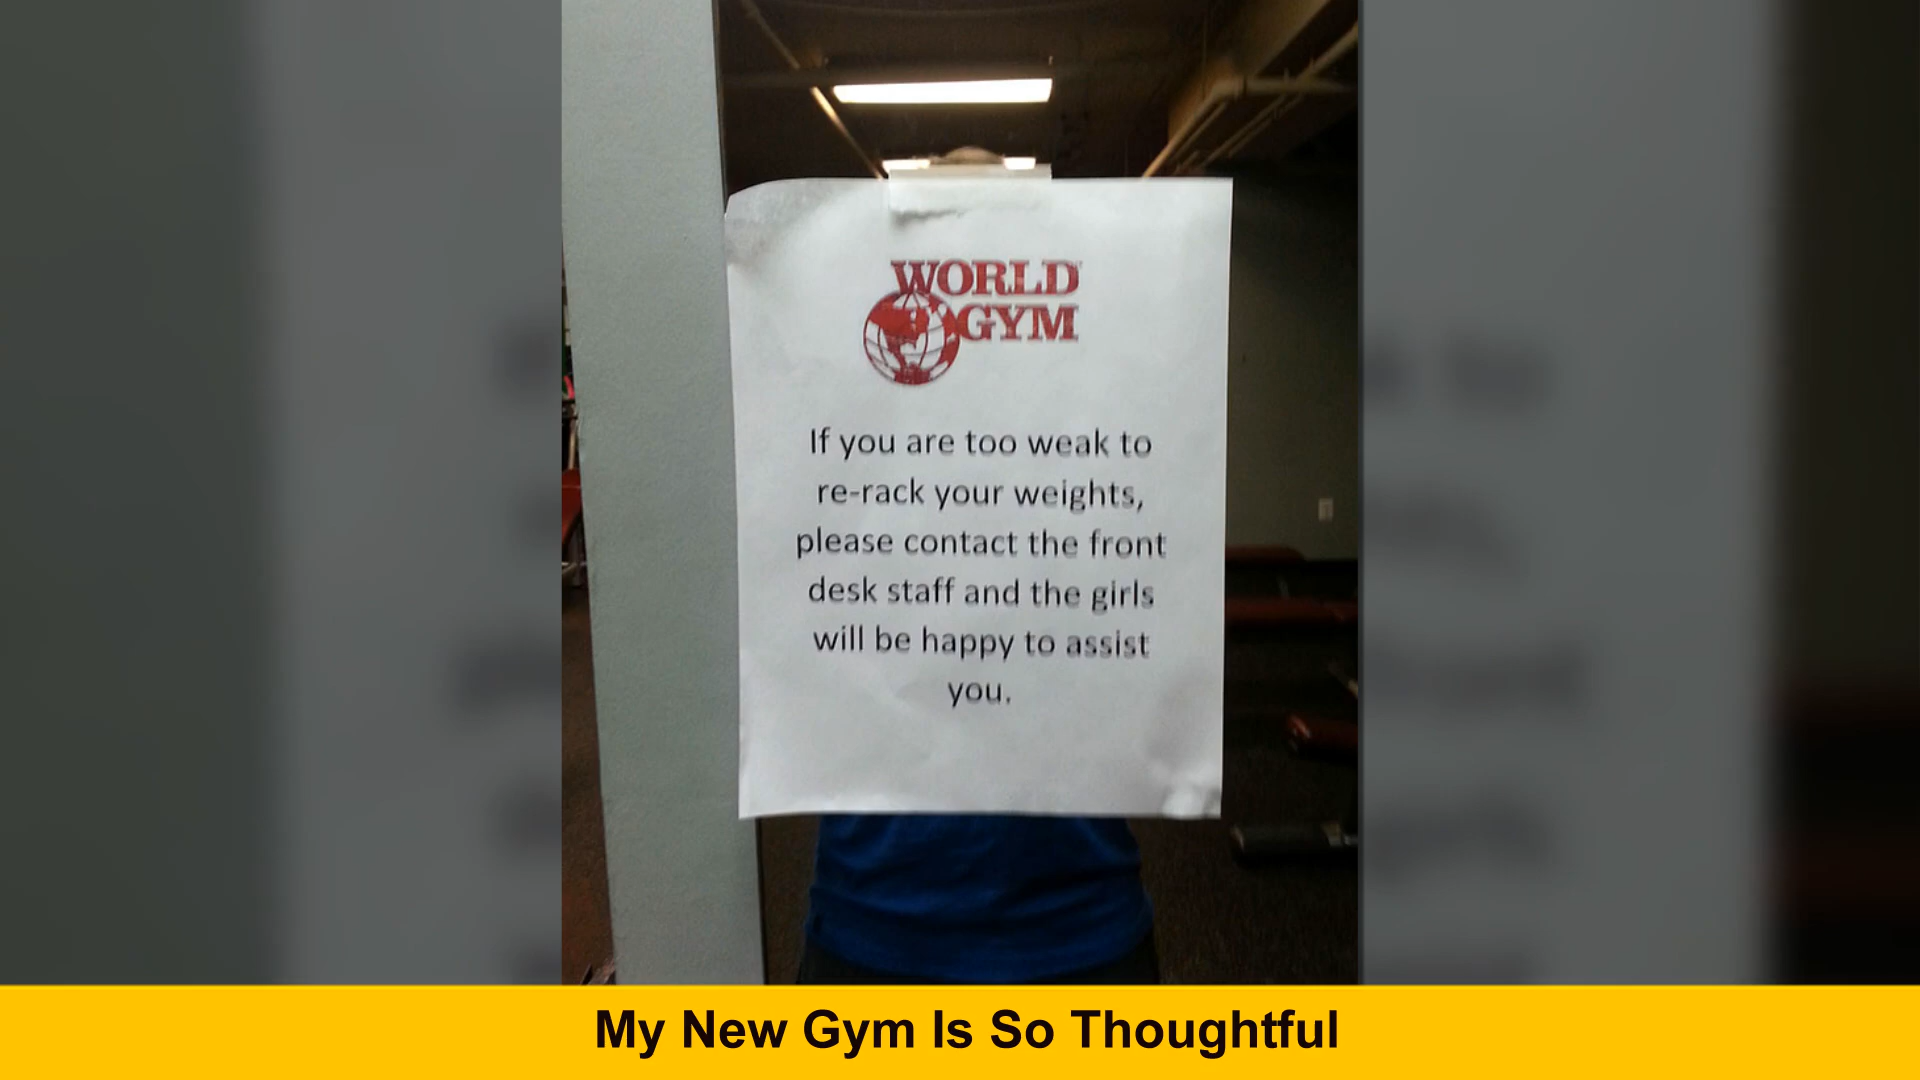 WORLD
GYM
If you are too weak to
re-rack your weights,
please contact the front
desk staff and the girls
will be happy to assist
you.
My New Gym Is So Thoughtful